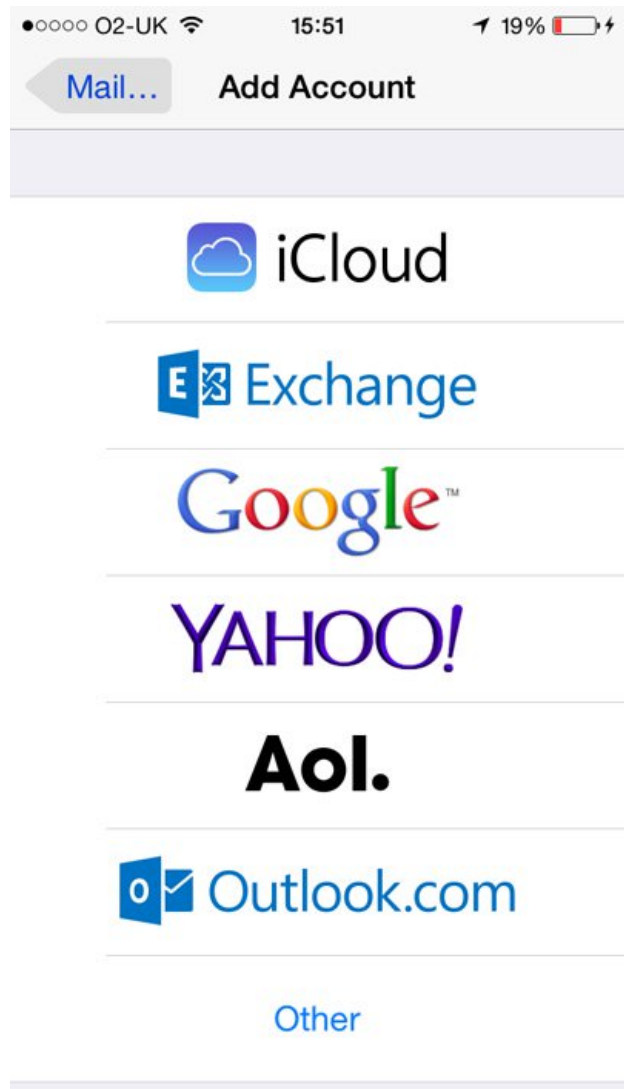 O2-UK 15:51 19%
Mail... Add Account
iCloud
E Exchange
Google™
YAHOO!
Aol.
o Outlook.com
Other